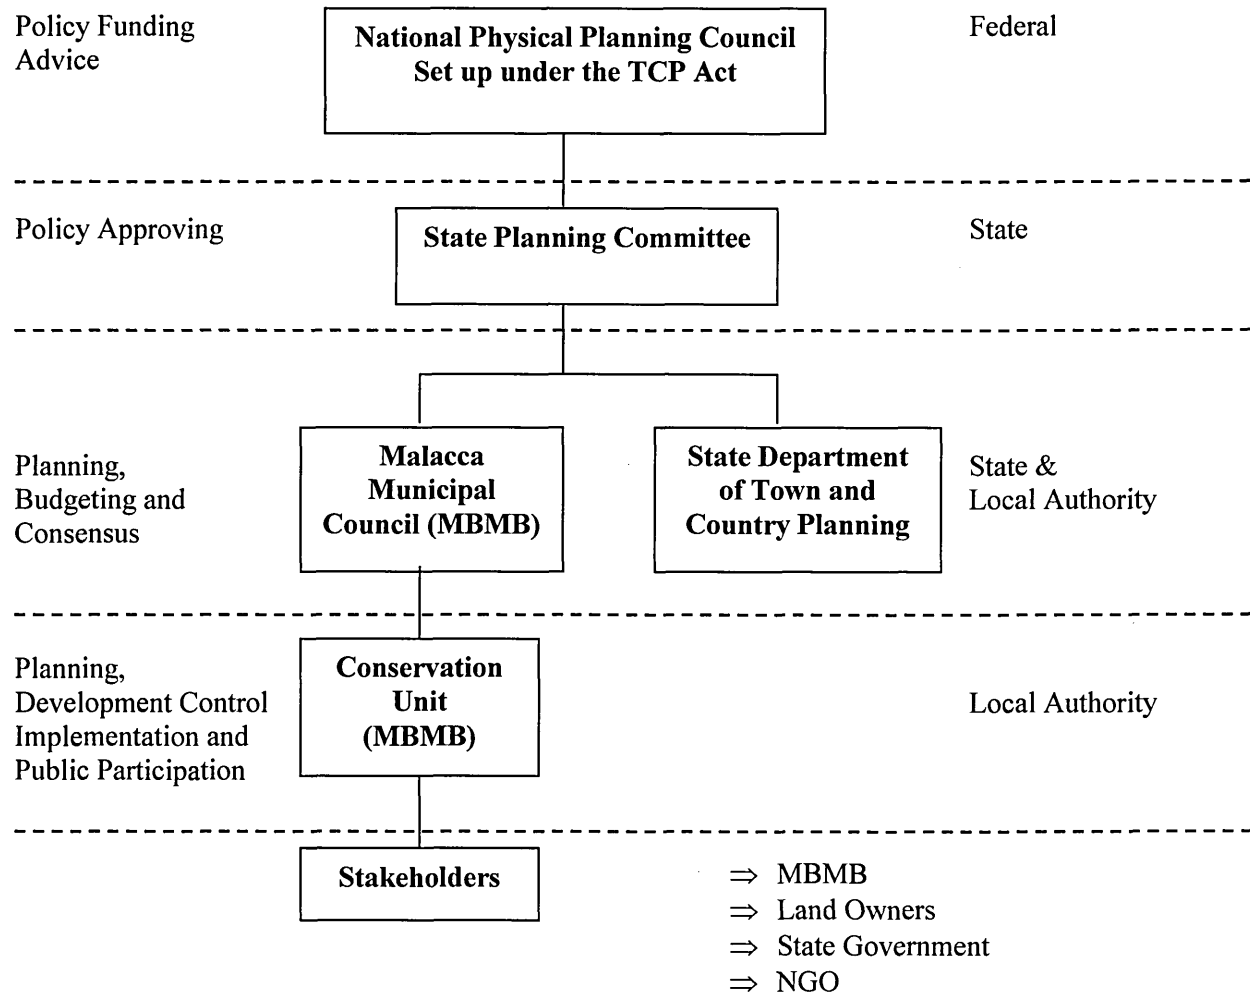 Policy Funding
Advice
National Physical Planning Council
Set up under the TCP Act
Federal
Policy Approving
State Planning Committee
State
Planning,
Budgeting and
Consensus
Malacca
Municipal
Council (MBMB)
State Department
of Town and
Country Planning
State &
Local Authority
Planning,
Development Control
Implementation and
Public Participation
Conservation
Unit
(MBMB)
Local Authority
Stakeholders
⇒ MBMB
⇒ Land Owners
⇒ State Government
⇒ NGO